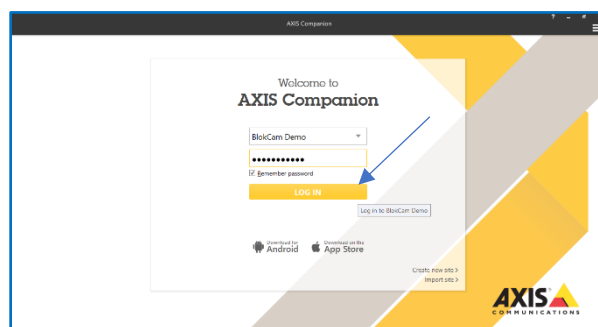 AXIS Companion
?
Welcome to
AXIS Companion
BlokCam Demo
Remember password
LOG IN
Log in to BlokCam Demo
Download for
Android
Download on the
App Store
Create new site >
Import site >
AXIS
COMMUNICATIONS